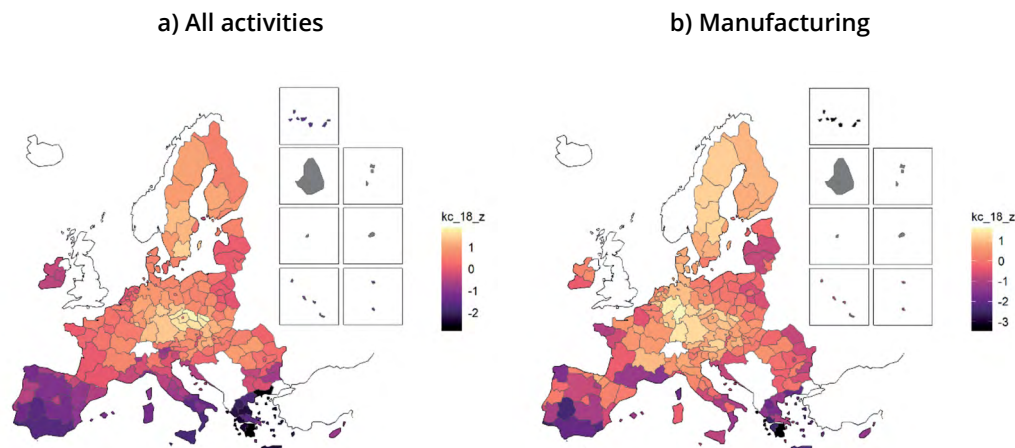 a) All activities
b) Manufacturing
kc_18_z
1
0
-1
-2
kc_18_z
1
0
-1
-2
-3